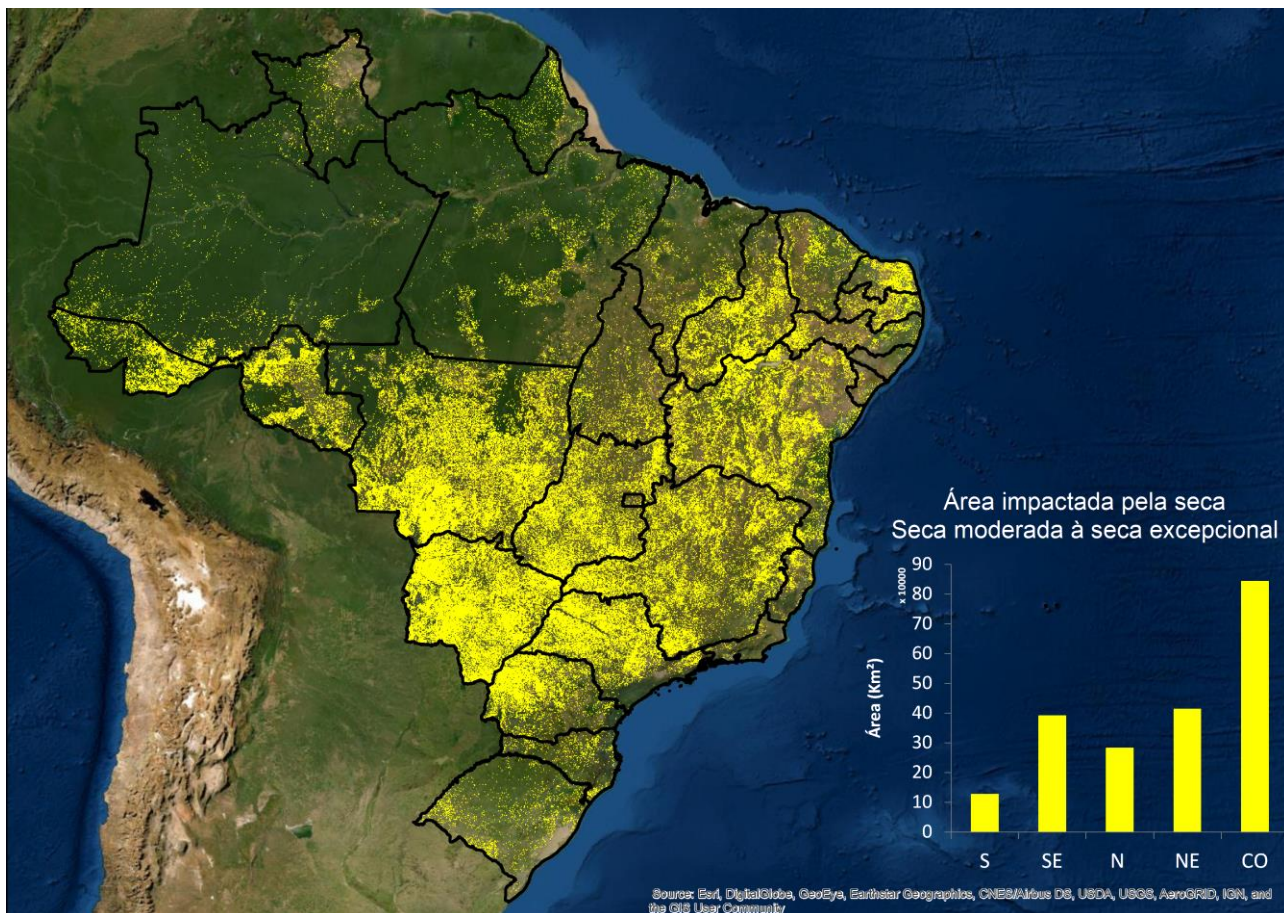 Área impactada pela seca
Seca moderada à seca excepcional
x 10000
Área (Km²)
90
80
70
60
50
40
30
20
10
0
S SE N NE CO
Source: Esri, DigitalGlobe, GeoEye, Earthstar Geographics, CNES/Airbus DS, USDA, USGS, AeroGRID, IGN, and
the GIS User Community